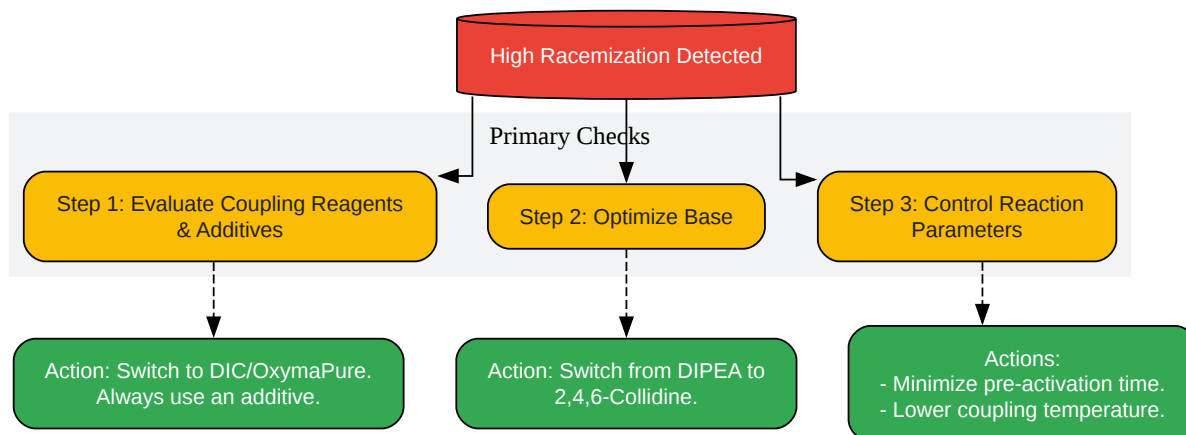 High Racemization Detected
Primary Checks
Step 1: Evaluate Coupling Reagents
& Additives
Step 2: Optimize Base
Step 3: Control Reaction
Parameters
Action: Switch to DIC/OxymaPure.
Always use an additive.
Action: Switch from DIPEA to
2,4,6-Collidine.
Actions:
- Minimize pre-activation time.
- Lower coupling temperature.